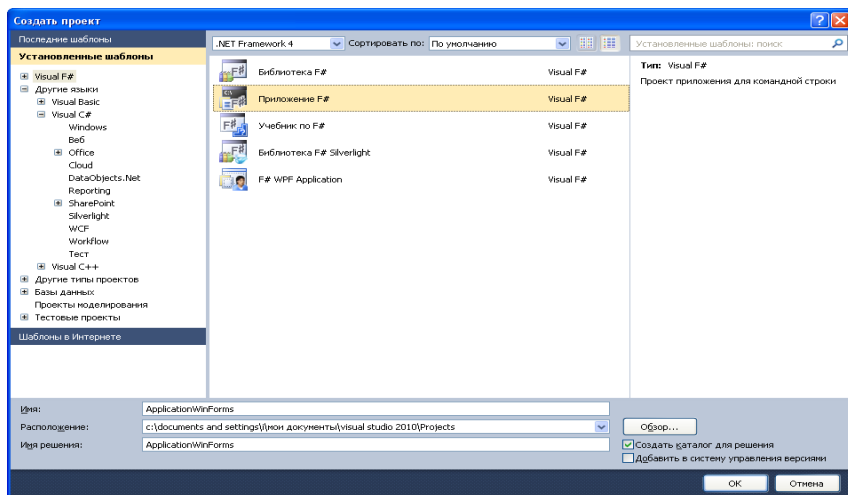 Создать проект
Последние шаблоны
Установленные шаблоны
Visual F#
Другие языки
Visual Basic
Visual C#
Windows
Веб
Office
Cloud
DataObjects.Net
Reporting
SharePoint
Silverlight
WCF
Workflow
Тест
Visual C++
Другие типы проектов
Базы данных
Проекты моделирования
Тестовые проекты
Шаблоны в Интернете
.NET Framework 4 Сортировать по: По умолчанию
Библиотека F# Visual F#
Приложение F# Visual F#
Учебник по F# Visual F#
Библиотека F# Silverlight Visual F#
F# WPF Application Visual F#
Установленные шаблоны: поиск
Тип: Visual F#
Проект приложения для командной строки
Имя: ApplicationWinForms
Расположение: c:\documents and settings\l\мои документы\visual studio 2010\Projects Обзор...
Имя решения: ApplicationWinForms
Создать каталог для решения
Добавить в систему управления версиями
OK Отмена